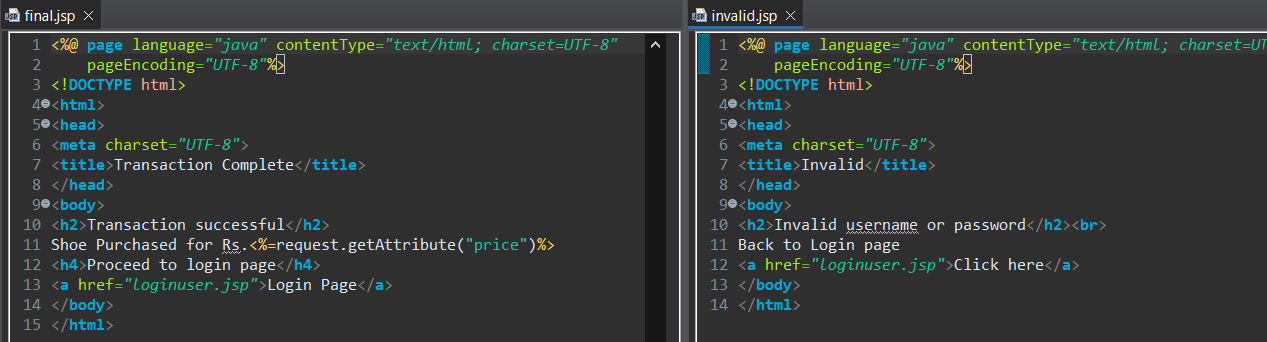 final.jsp
1 <%@ page language="java" contentType="text/html; charset=UTF-8"
2 pageEncoding="UTF-8"%>
3 <!DOCTYPE html>
4 <html>
5 <head>
6 <meta charset="UTF-8">
7 <title>Transaction Complete</title>
8 </head>
9 <body>
10 <h2>Transaction successful</h2>
11 Shoe Purchased for Rs.<%=request.getAttribute("price")%>
12 <h4>Proceed to login page</h4>
13 <a href="loginuser.jsp">Login Page</a>
14 </body>
15 </html>
invalid.jsp
1 <%@ page language="java" contentType="text/html; charset=UT
2 pageEncoding="UTF-8"%>
3 <!DOCTYPE html>
4 <html>
5 <head>
6 <meta charset="UTF-8">
7 <title>Invalid</title>
8 </head>
9 <body>
10 <h2>Invalid username or password</h2><br>
11 Back to Login page
12 <a href="loginuser.jsp">Click here</a>
13 </body>
14 </html>